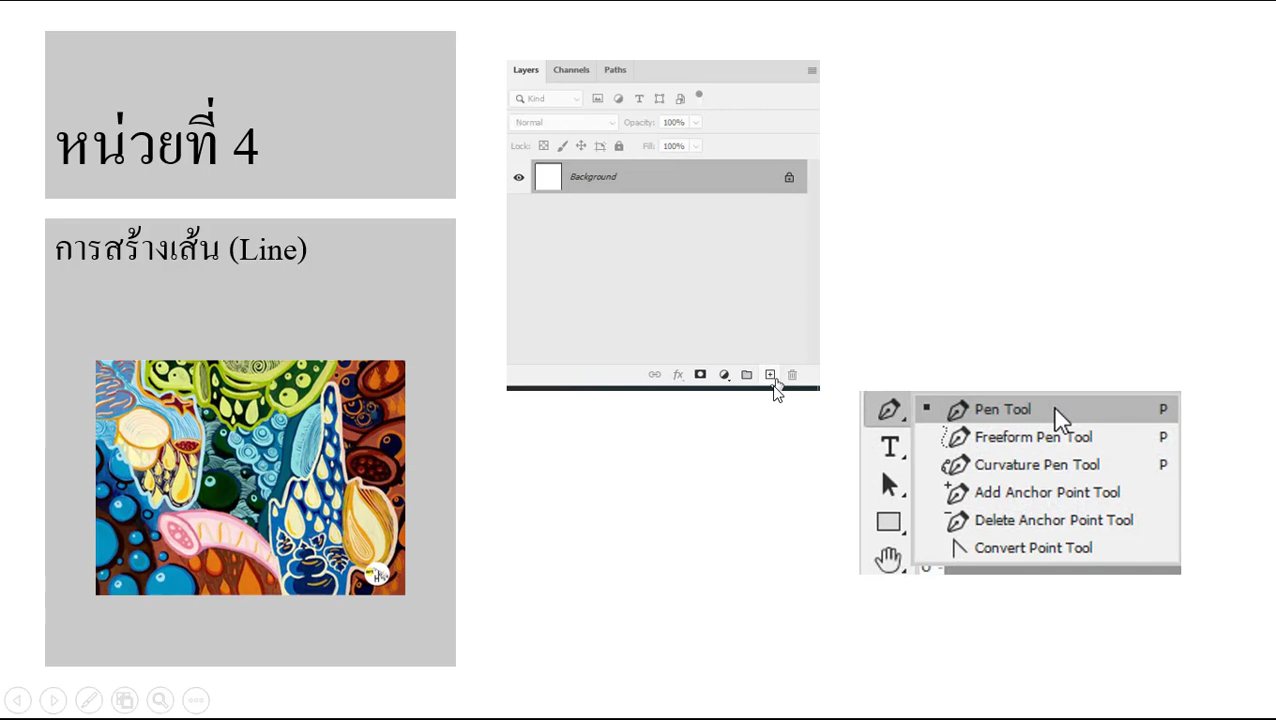 หน่วยที่ 4
การสร้างเส้น (Line)
Layers Channels Paths
Kind
Normal Opacity: 100%
Lock: Fill: 100%
Background
fx
Pen Tool P
Freeform Pen Tool P
Curvature Pen Tool P
Add Anchor Point Tool
Delete Anchor Point Tool
Convert Point Tool